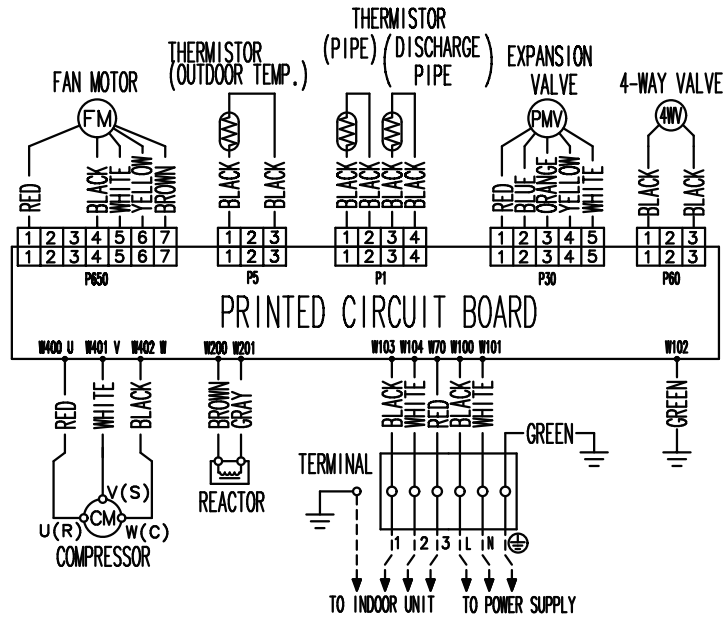 THERMISTOR
THERMISTOR (PIPE) (DISCHARGE EXPANSION
(OUTDOOR TEMP.) PIPE) VALVE
FAN MOTOR 4-WAY VALVE
FM PMV 4WV
RED BLACK WHITE YELLOW BROWN BLACK BLACK BLACK BLACK BLACK BLACK RED BLUE ORANGE YELLOW WHITE BLACK BLACK
1 2 3 4 5 6 7 1 2 3 1 2 3 4 1 2 3 4 5 1 2 3
1 2 3 4 5 6 7 1 2 3 1 2 3 4 1 2 3 4 5 1 2 3
P650 P5 P1 P30 P60
PRINTED CIRCUIT BOARD
W400 U W401 V W402 W W200 W201 W103 W104 W70 W100 W101 W102
RED WHITE BLACK BROWN GRAY BLACK WHITE RED BLACK WHITE GREEN
GREEN
TERMINAL
V(S)
REACTOR
CM
U(R) W(C)
COMPRESSOR
1 2 3 L N
TO INDOOR UNIT TO POWER SUPPLY